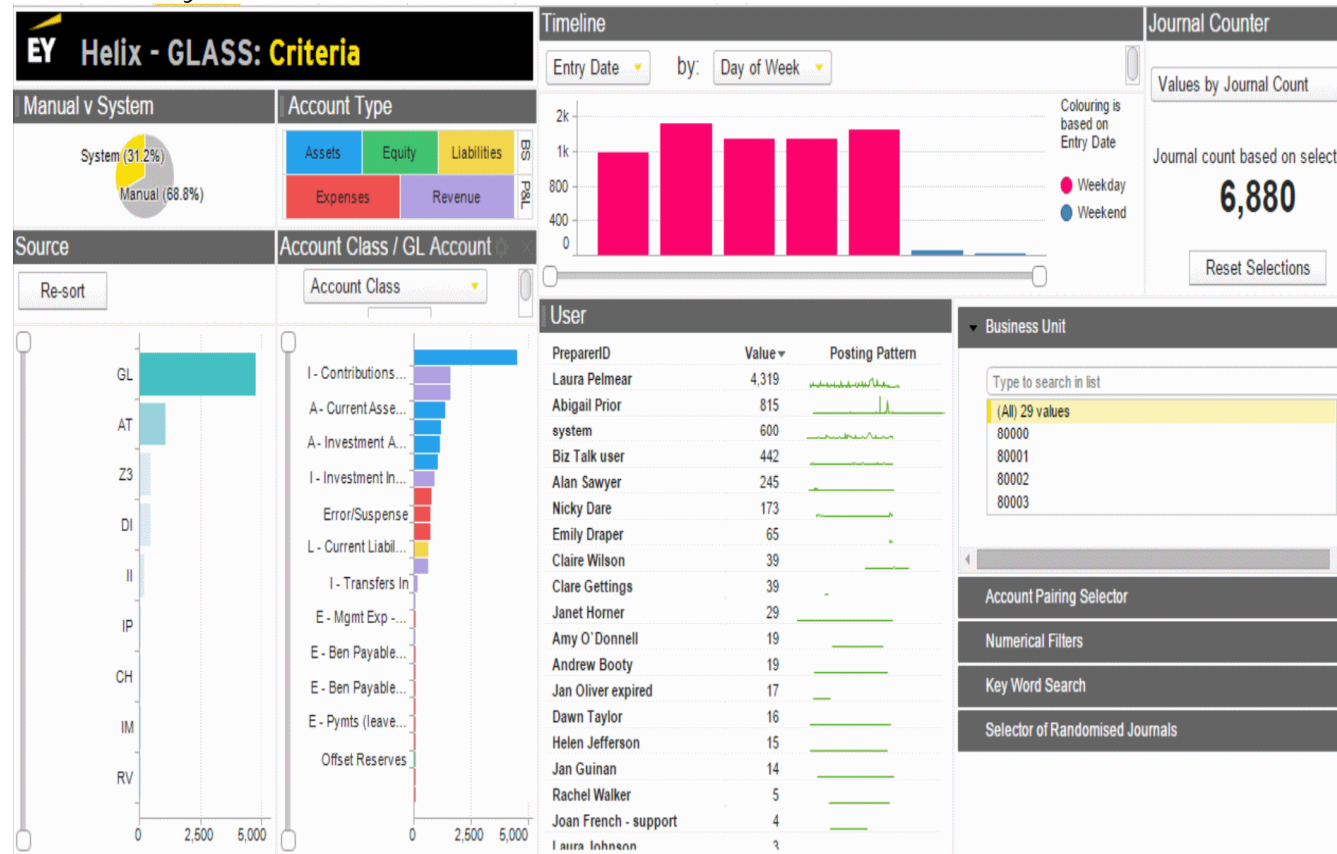 EY Helix - GLASS: Criteria
Manual v System
System (31.2%)
Manual (68.8%)
Account Type
Assets Equity Liabilities BS
Expenses Revenue P&L
Source
Re-sort
GL
AT
Z3
DI
II
IP
CH
IM
RV
0 2,500 5,000
Account Class / GL Account
Account Class
I - Contributions...
A - Current Asse...
A - Investment A...
I - Investment In...
Error/Suspense
L - Current Liabil...
I - Transfers In
E - Mgmt Exp -...
E - Ben Payable...
E - Ben Payable...
E - Pymts (leave...
Offset Reserves
0 2,500 5,000
Timeline
Entry Date by: Day of Week
2k
1k
800
400
0
Colouring is
based on
Entry Date
Weekday
Weekend
Journal Counter
Values by Journal Count
Journal count based on select
6,880
Reset Selections
User
PreparerID Value Posting Pattern
Laura Pelmear 4,319
Abigail Prior 815
system 600
Biz Talk user 442
Alan Sawyer 245
Nicky Dare 173
Emily Draper 65
Claire Wilson 39
Clare Gettings 39
Janet Horner 29
Amy O`Donnell 19
Andrew Booty 19
Jan Oliver expired 17
Dawn Taylor 16
Helen Jefferson 15
Jan Guinan 14
Rachel Walker 5
Joan French - support 4
Laura Johnson 3
Business Unit
Type to search in list
(All) 29 values
80000
80001
80002
80003
Account Pairing Selector
Numerical Filters
Key Word Search
Selector of Randomised Journals